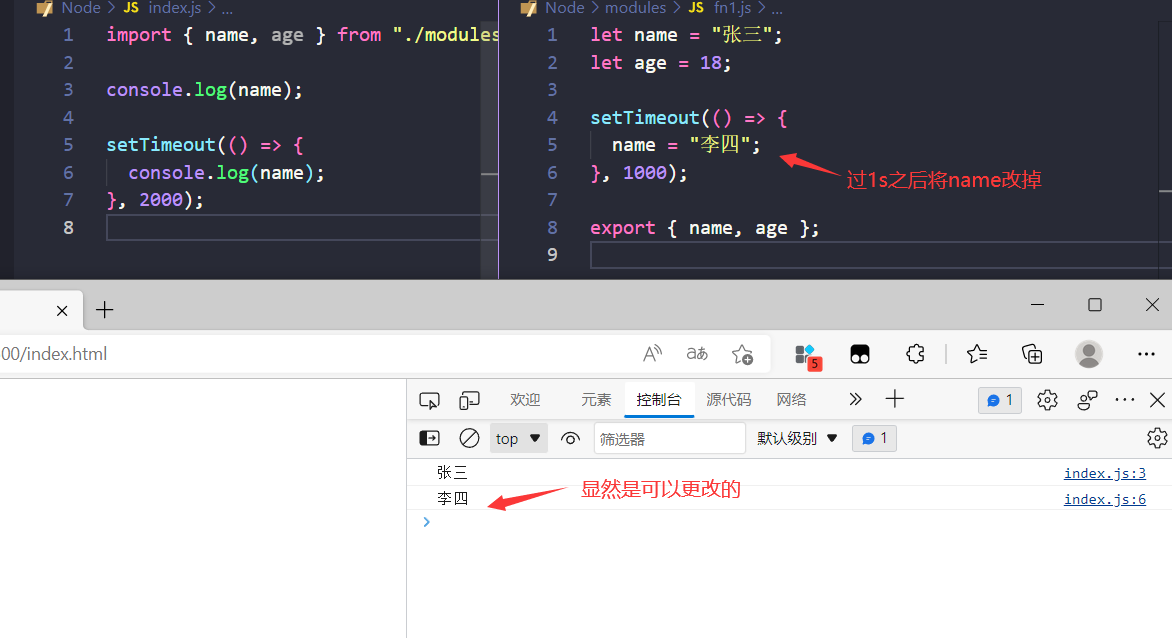 Node > JS index.js > ...
1 import { name, age } from "./modules
2
3 console.log(name);
4
5 setTimeout(() => {
6 console.log(name);
7 }, 2000);
8
Node > modules > JS fn1.js > ...
1 let name = "张三";
2 let age = 18;
3
4 setTimeout(() => {
5 name = "李四";
6 }, 1000);
7
8 export { name, age };
9
过1s之后将name改掉
00/index.html
A aあ 5
欢迎 元素 控制台 源代码 网络 1
top 筛选器 默认级别 1
张三 index.js:3
李四 index.js:6
显然是可以更改的